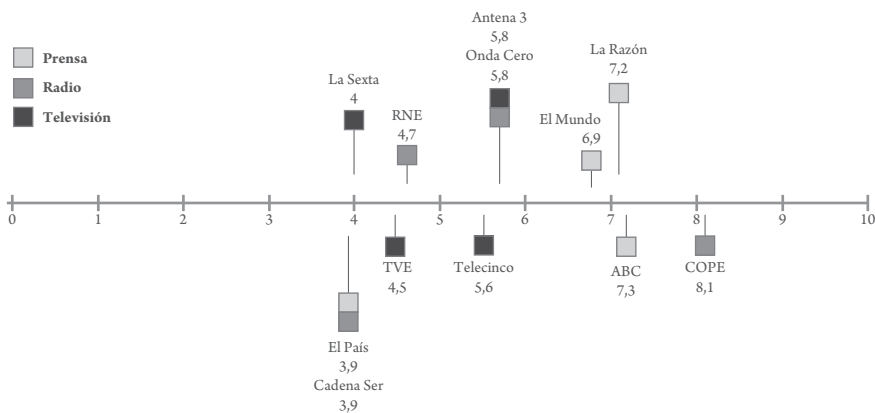 Prensa
Radio
Televisión
La Sexta
4
RNE
4,7
Antena 3
5,8
Onda Cero
5,8
El Mundo
6,9
La Razón
7,2
0 1 2 3 4 5 6 7 8 9 10
TVE
4,5
Telecinco
5,6
ABC
7,3
COPE
8,1
El País
3,9
Cadena Ser
3,9